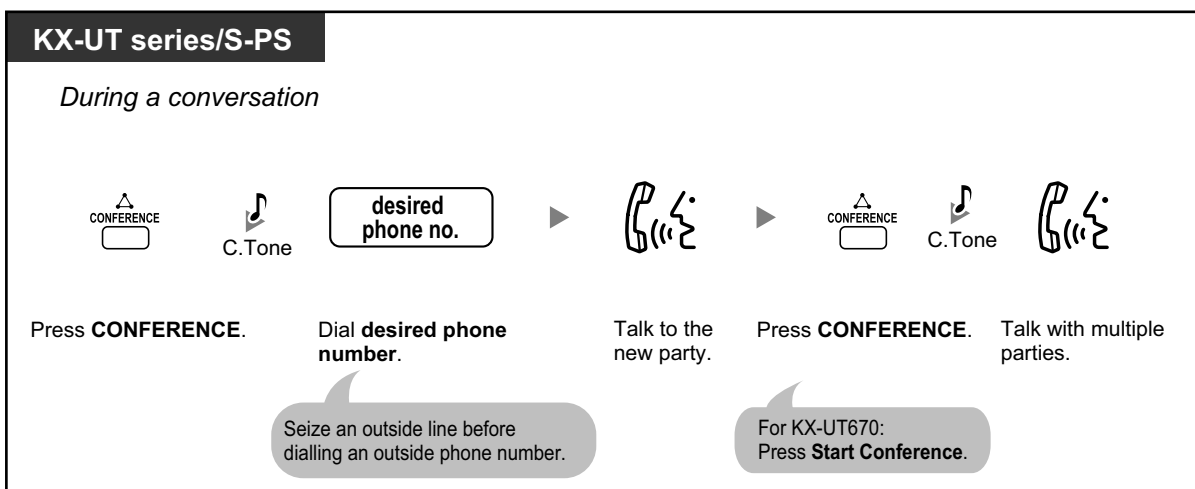 KX-UT series/S-PS
During a conversation
CONFERENCE
C.Tone
desired
phone no.
CONFERENCE
C.Tone
Press CONFERENCE.
Dial desired phone
number.
Talk to the
new party.
Press CONFERENCE.
Talk with multiple
parties.
Seize an outside line before
dialling an outside phone number.
For KX-UT670:
Press Start Conference.